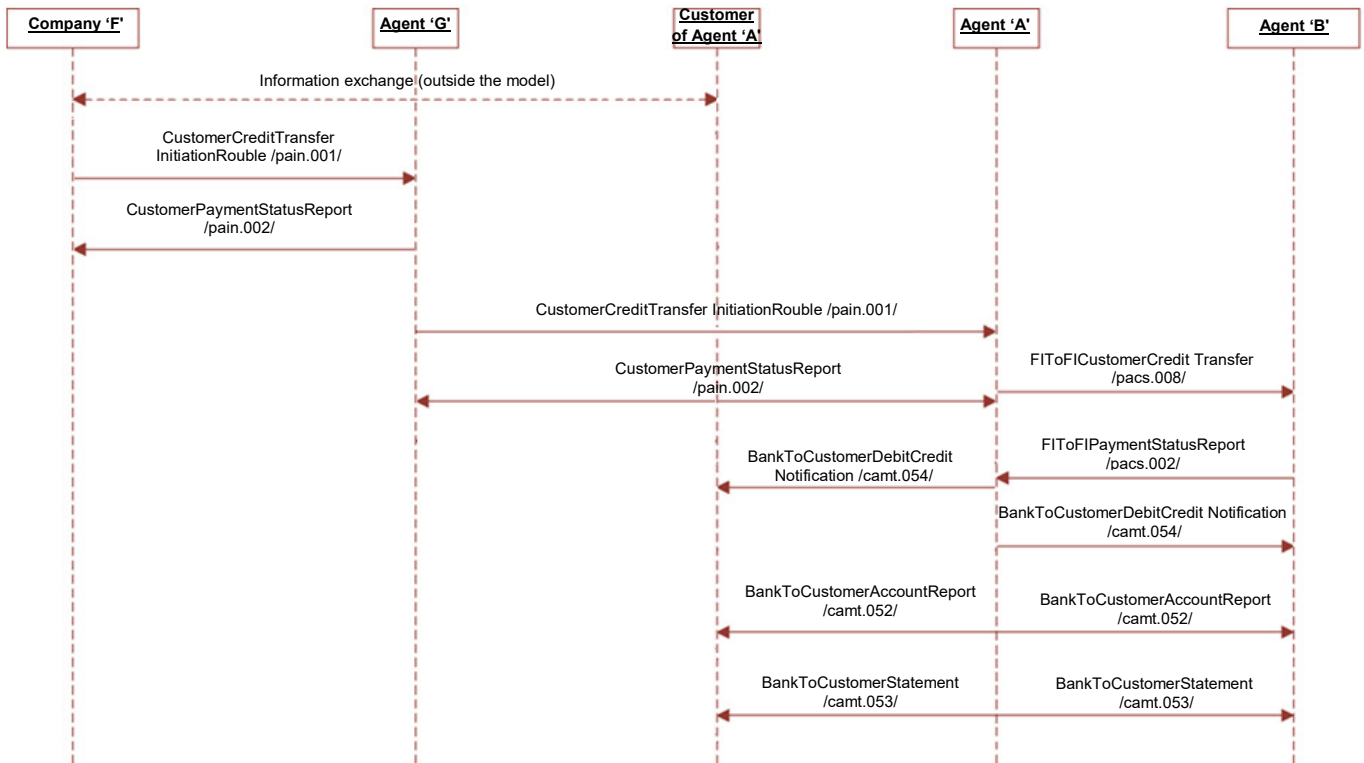 Company ‘F'
Agent ‘G'
Customer
of Agent ‘A'
Agent ‘A'
Agent ‘B'
Information exchange (outside the model)
CustomerCreditTransfer
InitiationRouble /pain.001/
CustomerPaymentStatusReport
/pain.002/
CustomerCreditTransfer InitiationRouble /pain.001/
CustomerPaymentStatusReport
/pain.002/
FIToFICustomerCredit Transfer
/pacs.008/
BankToCustomerDebitCredit
Notification /camt.054/
FIToFIPaymentStatusReport
/pacs.002/
BankToCustomerDebitCredit Notification
/camt.054/
BankToCustomerAccountReport
/camt.052/
BankToCustomerAccountReport
/camt.052/
BankToCustomerStatement
/camt.053/
BankToCustomerStatement
/camt.053/